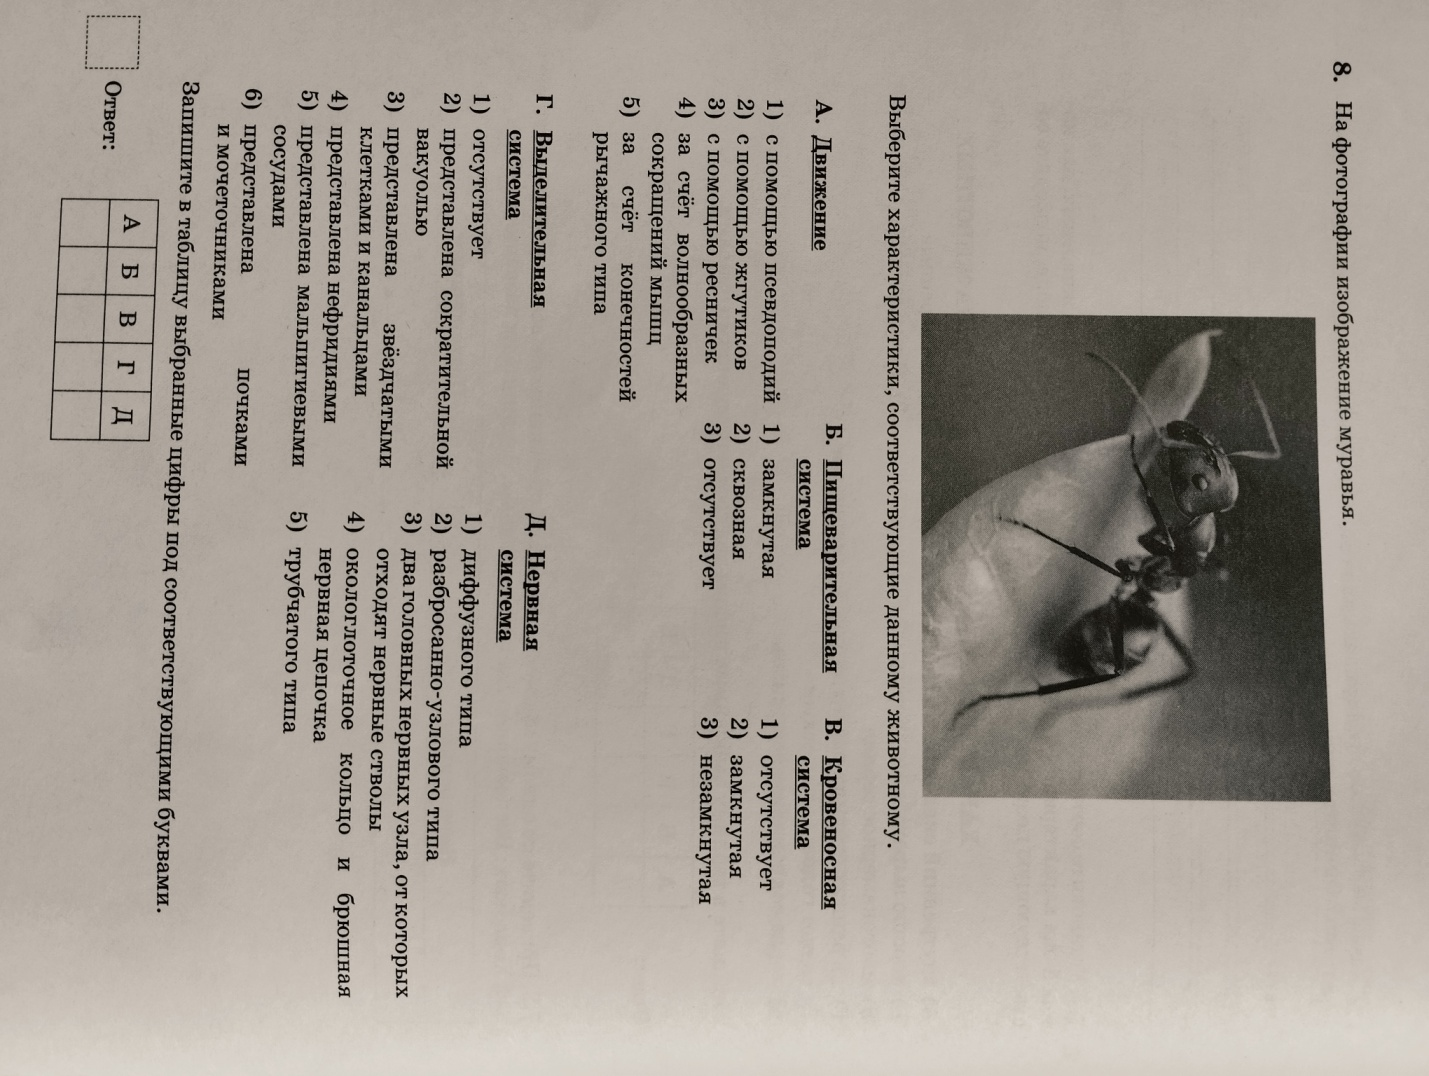 8. На фотографии изображение муравья.
Выберите характеристики, соответствующие данному животному.
А. Движение
1) с помощью псевдоподий
2) с помощью жгутиков
3) с помощью ресничек
4) за счёт волнообразных
сокращений мышц
5) за счёт конечностей
рычажного типа
Б. Пищеварительная
система
1) замкнутая
2) сквозная
3) отсутствует
В. Кровеносная
система
1) отсутствует
2) замкнутая
3) незамкнутая
Г. Выделительная
система
1) отсутствует
2) представлена сократительной
вакуолью
3) представлена звёздчатыми
клетками и канальцами
4) представлена нефридиями
5) представлена мальпигиевыми
сосудами
6) представлена почками
и мочеточниками
Д. Нервная
система
1) диффузного типа
2) разбросанно-узлового типа
3) два головных нервных узла, от которых
отходят нервные стволы
4) окологлоточное кольцо и брюшная
нервная цепочка
5) трубчатого типа
Запишите в таблицу выбранные цифры под соответствующими буквами.
Ответ:
А Б В Г Д